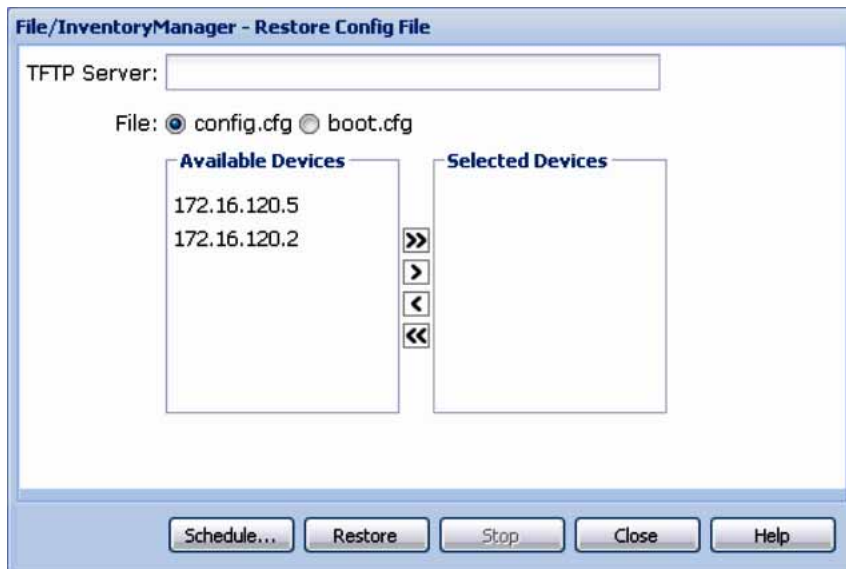 File/InventoryManager - Restore Config File
TFTP Server:
File: config.cfg boot.cfg
Available Devices Selected Devices
172.16.120.5
172.16.120.2
>>
>
<
<<
Schedule... Restore Stop Close Help